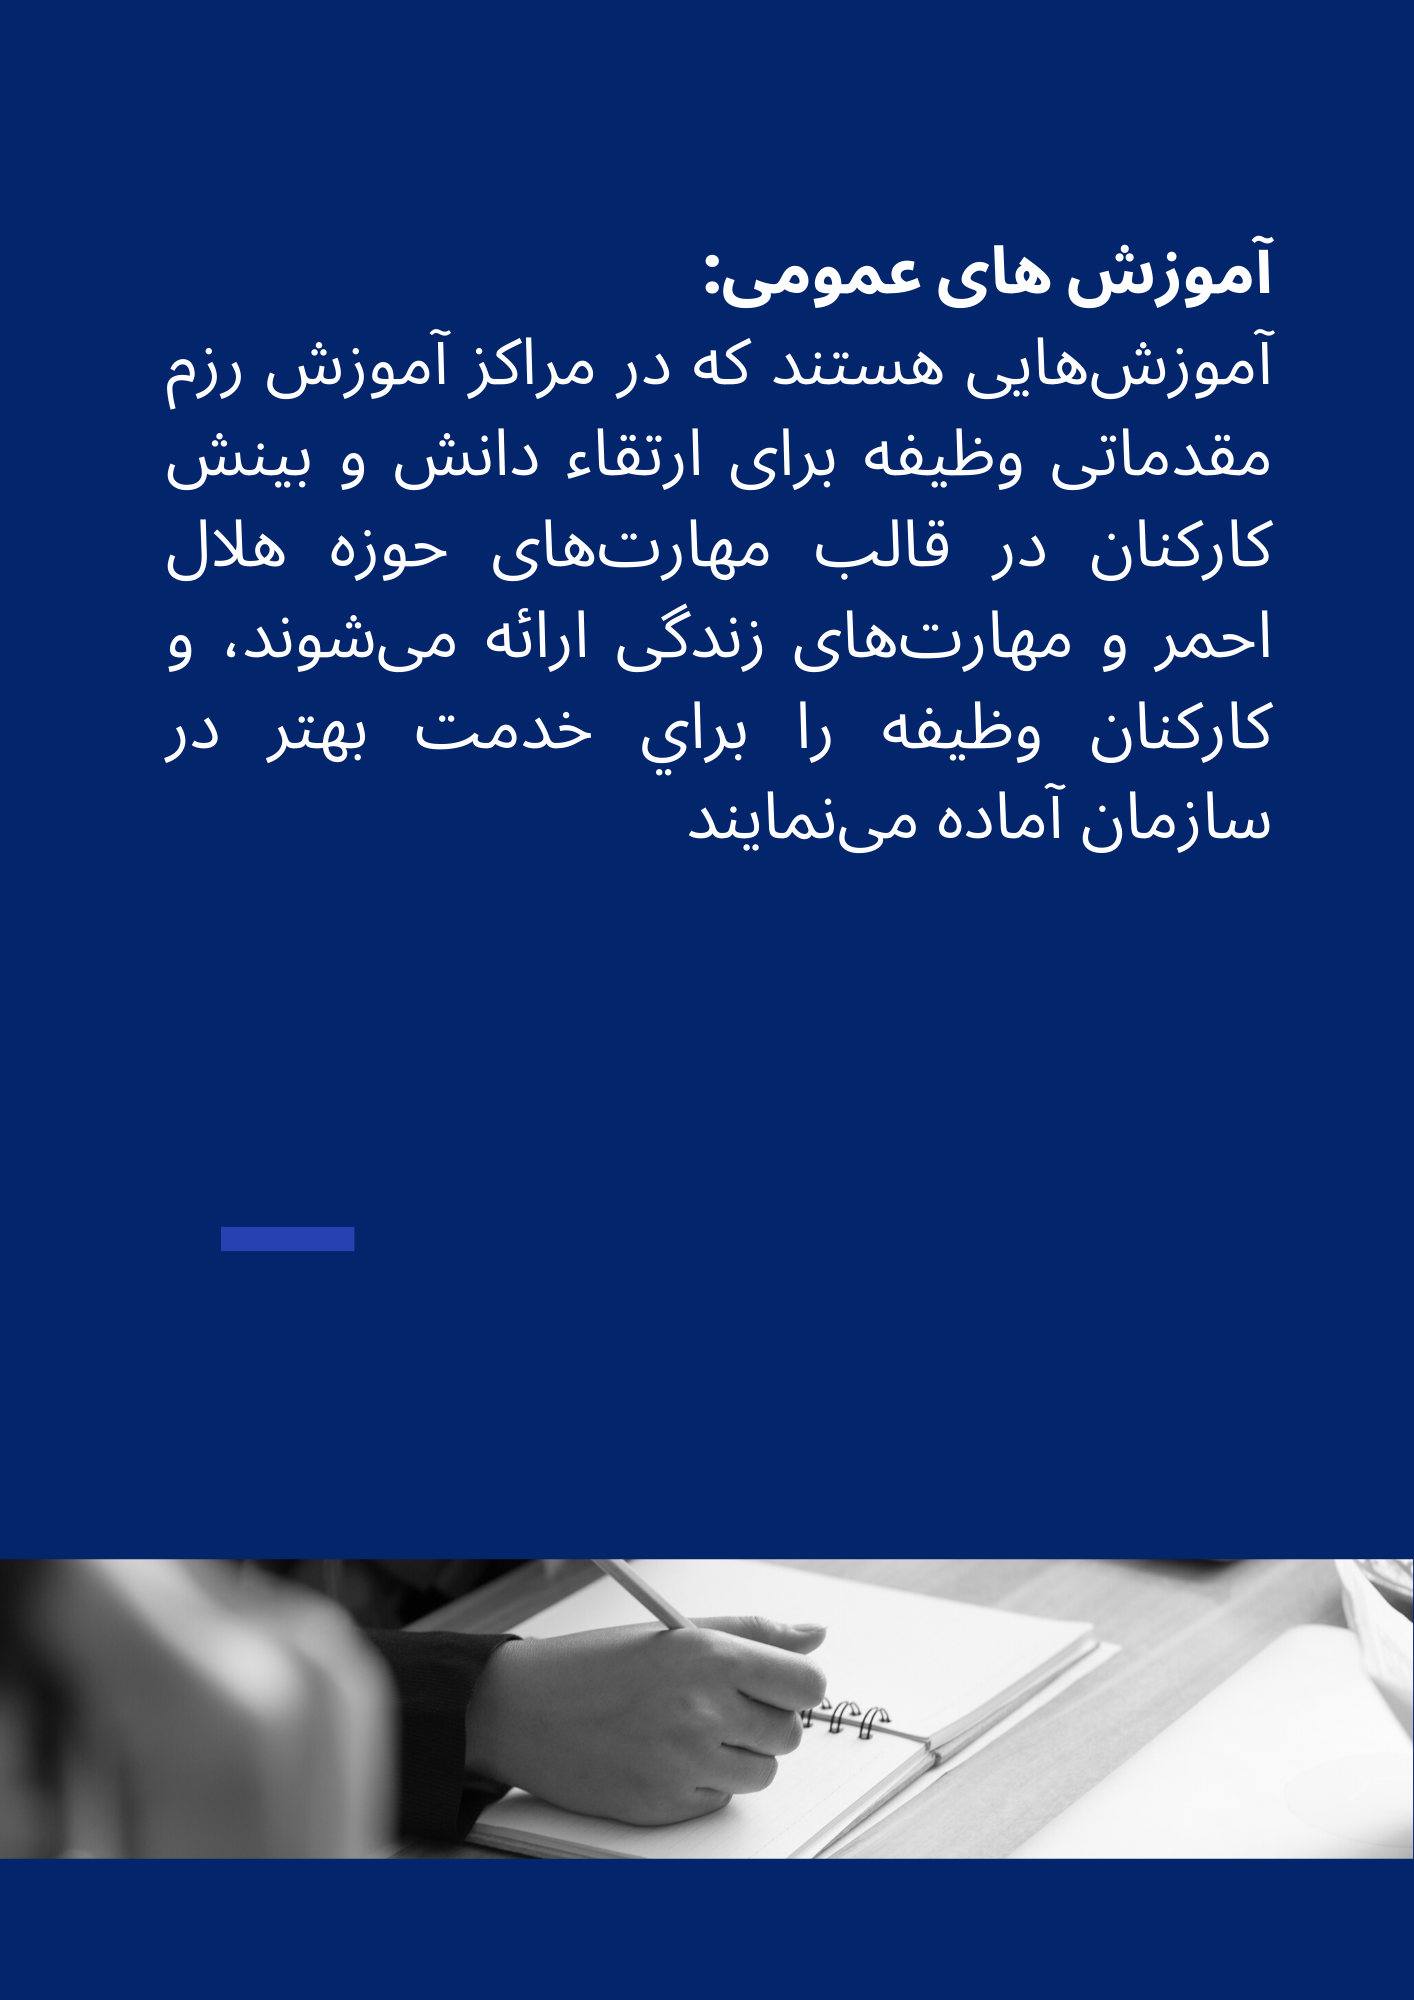 آموزش های عمومی:
آموزش‌هایی هستند که در مراکز آموزش رزم
مقدماتی وظیفه برای ارتقاء دانش و بینش
کارکنان در قالب مهارت‌های حوزه هلال
احمر و مهارت‌های زندگی ارائه می‌شوند، و
کارکنان وظیفه را براي خدمت بهتر در
سازمان آماده می‌نمایند